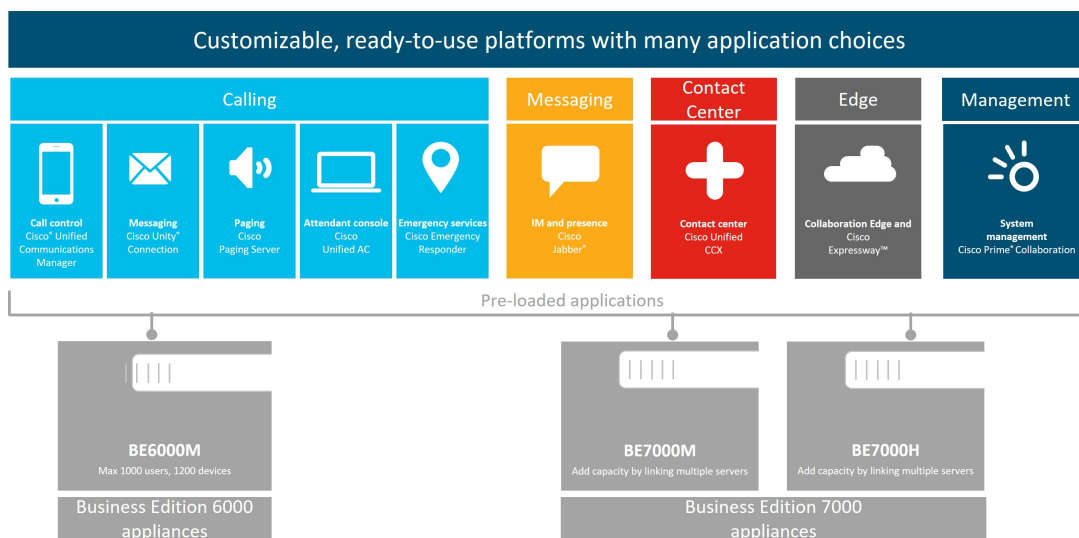 Customizable, ready-to-use platforms with many application choices
Calling
Call control
Cisco® Unified
Communications
Manager
Messaging
Cisco Unity®
Connection
Paging
Cisco
Paging Server
Attendant console
Cisco
Unified AC
Emergency services
Cisco Emergency
Responder
Messaging
IM and presence
Cisco
Jabber®
Contact
Center
Contact center
Cisco Unified
CCX
Edge
Collaboration Edge and
Cisco
Expressway™
Management
System
management
Cisco Prime® Collaboration
Pre-loaded applications
BE6000M
Max 1000 users, 1200 devices
Business Edition 6000
appliances
BE7000M
Add capacity by linking multiple servers
BE7000H
Add capacity by linking multiple servers
Business Edition 7000
appliances